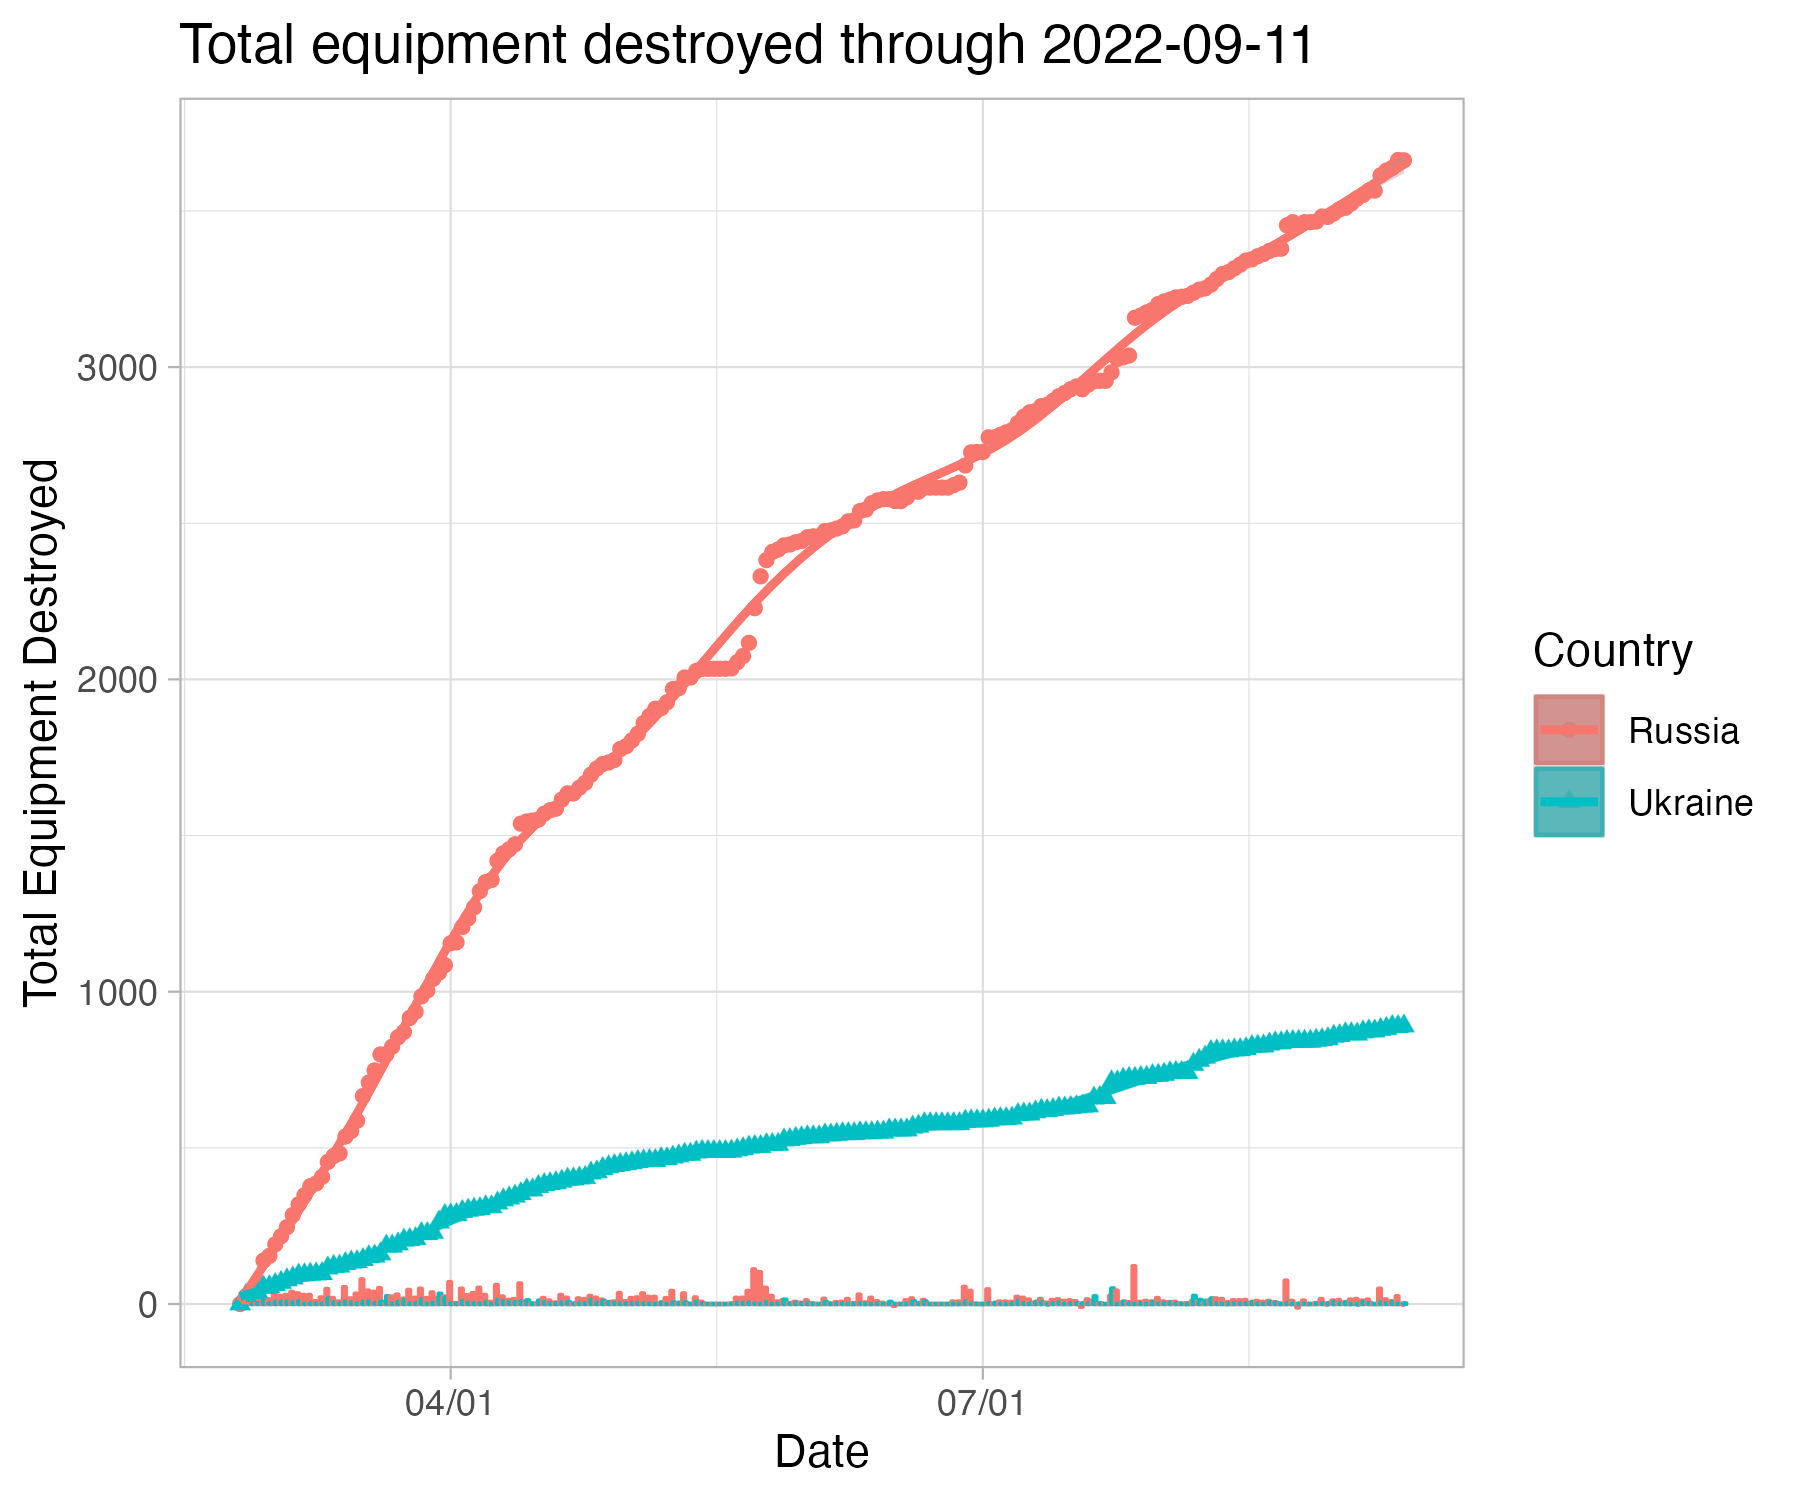 Total equipment destroyed through 2022-09-11
Total Equipment Destroyed
3000
2000
1000
0
04/01
07/01
Date
Country
Russia
Ukraine